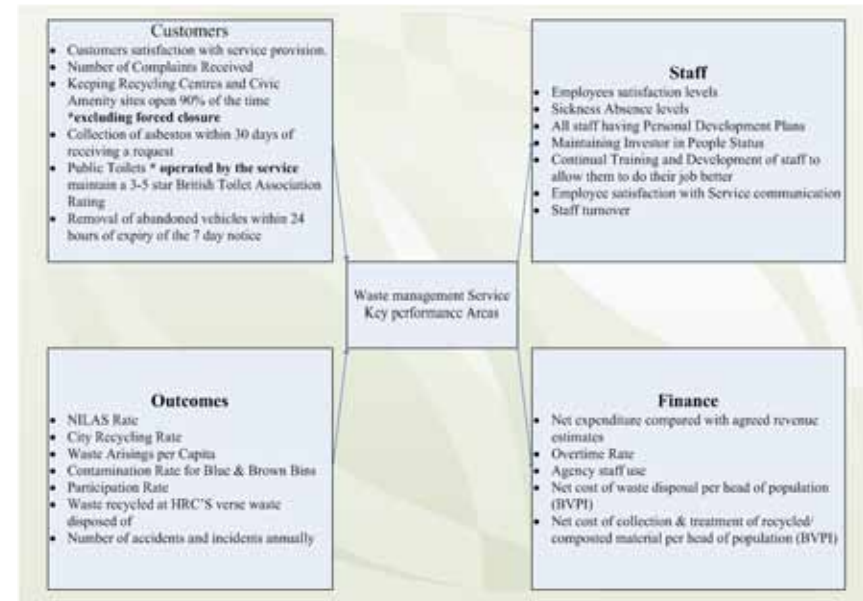 Customers
• Customers satisfaction with service provision.
• Number of Complaints Received
• Keeping Recycling Centres and Civic
Amenity sites open 90% of the time
*excluding forced closure
• Collection of asbestos within 30 days of
receiving a request
• Public Toilets * operated by the service
maintain a 3-5 star British Toilet Association
Rating
• Removal of abandoned vehicles within 24
hours of expiry of the 7 day notice
Staff
• Employees satisfaction levels
• Sickness Absence levels
• All staff having Personal Development Plans
• Maintaining Investor in People Status
• Continual Training and Development of staff to
allow them to do their job better
• Employee satisfaction with Service communication
• Staff turnover
Waste management Service
Key performance Areas
Outcomes
• NILAS Rate
• City Recycling Rate
• Waste Arisings per Capita
• Contamination Rate for Blue & Brown Bins
• Participation Rate
• Waste recycled at HRC'S verse waste
disposed of
• Number of accidents and incidents annually
Finance
• Net expenditure compared with agreed revenue
estimates
• Overtime Rate
• Agency staff use
• Net cost of waste disposal per head of population
(BVPI)
• Net cost of collection & treatment of recycled/
composted material per head of population (BVPI)